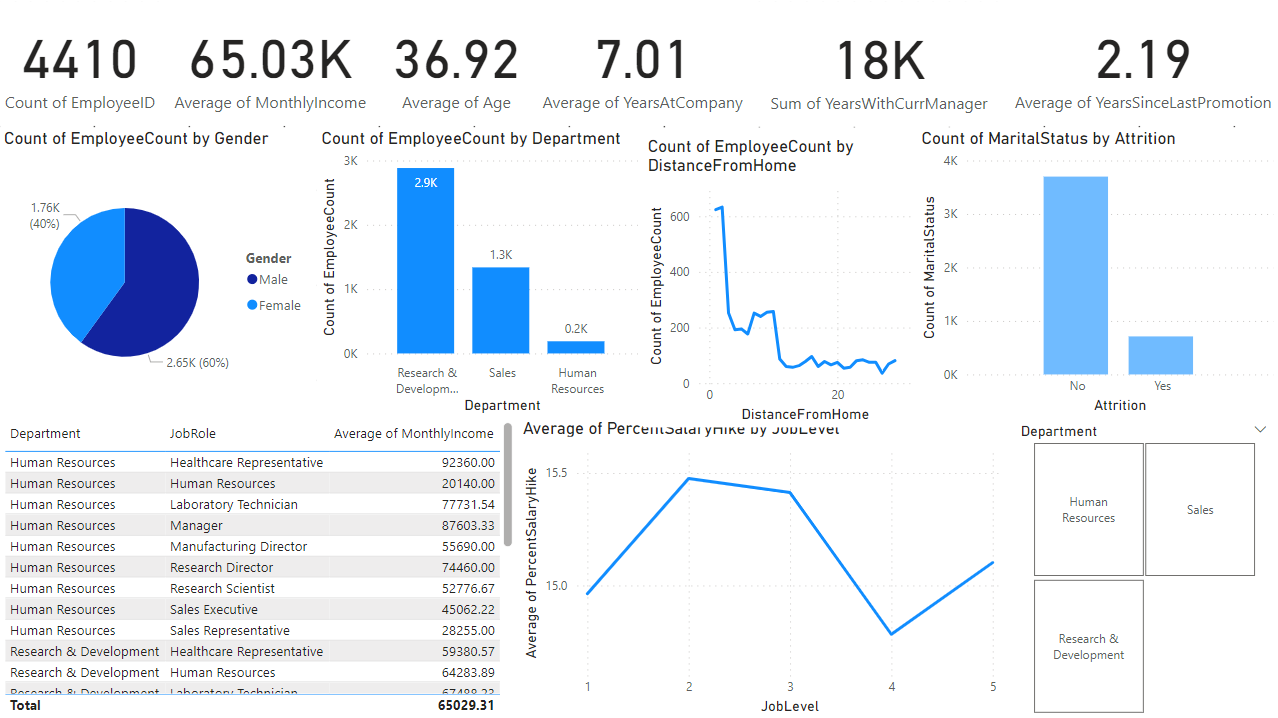 4410
Count of EmployeeID
65.03K
Average of MonthlyIncome
36.92
Average of Age
7.01
Average of YearsAtCompany
18K
Sum of YearsWithCurrManager
2.19
Average of YearsSinceLastPromotion
Count of EmployeeCount by Gender
1.76K
(40%)
2.65K (60%)
Gender
Male
Female
Count of EmployeeCount by Department
Count of EmployeeCount
3K
2K
1K
0K
2.9K
1.3K
0.2K
Research &
Developm...
Sales
Human
Resources
Department
Count of EmployeeCount by
DistanceFromHome
Count of EmployeeCount
600
400
200
0
0
20
DistanceFromHome
Count of MaritalStatus by Attrition
Count of MaritalStatus
4K
3K
2K
1K
0K
No
Yes
Attrition
Department JobRole Average of MonthlyIncome
Human Resources Healthcare Representative 92360.00
Human Resources Human Resources 20140.00
Human Resources Laboratory Technician 77731.54
Human Resources Manager 87603.33
Human Resources Manufacturing Director 55690.00
Human Resources Research Director 74460.00
Human Resources Research Scientist 52776.67
Human Resources Sales Executive 45062.22
Human Resources Sales Representative 28255.00
Research & Development Healthcare Representative 59380.57
Research & Development Human Resources 64283.89
Research & Development Laboratory Technician 67488.23
Total 65029.31
Average of PercentSalaryHike by JobLevel
Average of PercentSalaryHike
15.5
15.0
1
2
3
4
5
JobLevel
Department
Human
Resources
Sales
Research &
Development